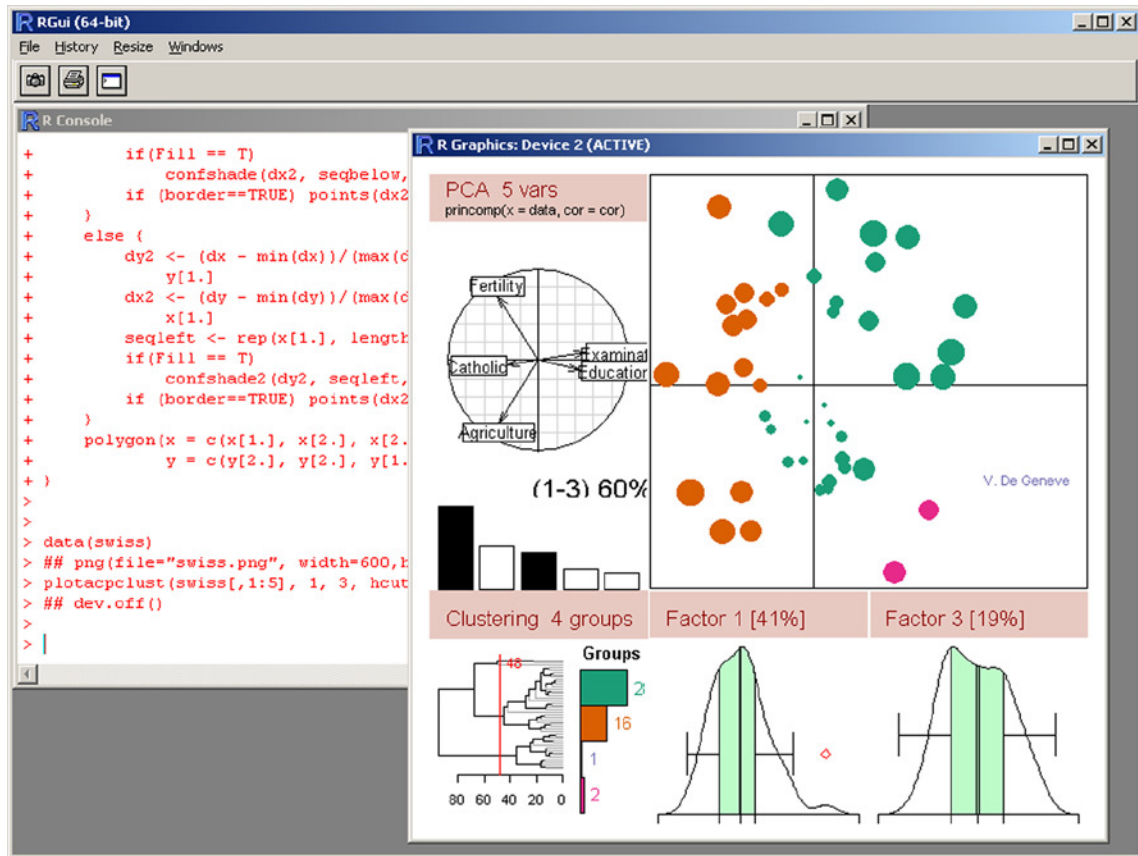 RGui (64-bit)
File History Resize Windows
R Console
+ if(Fill == T)
+ confshade(dx2, seqbelow,
+ if (border==TRUE) points(dx2
+ }
+ else {
+ dy2 <- (dx - min(dx))/(max(d
+ y[1.]
+ dx2 <- (dy - min(dy))/(max(d
+ x[1.]
+ seqleft <- rep(x[1.], length
+ if(Fill == T)
+ confshade2(dy2, seqleft,
+ if (border==TRUE) points(dx2
+ }
+ polygon(x = c(x[1.], x[2.], x[2.
+ y = c(y[2.], y[2.], y[1.
+ }
>
>
> data(swiss)
> ## png(file="swiss.png", width=600,h
> plotacpclust(swiss[,1:5], 1, 3, hcut
> ## dev.off()
>
>
R Graphics: Device 2 (ACTIVE)
PCA 5 vars
princomp(x = data, cor = cor)
Fertility
Catholic
Examinat
Education
Agriculture
(1-3) 60%
V. De Geneve
Clustering 4 groups
Factor 1 [41%]
Factor 3 [19%]
48
80 60 40 20 0
Groups
16
1
2